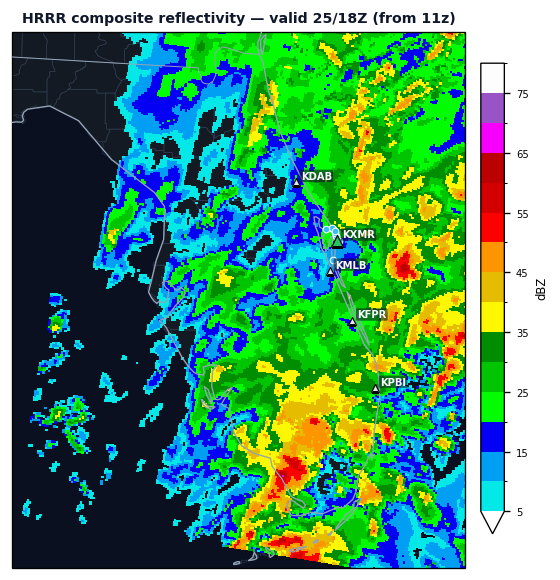 HRRR composite reflectivity — valid 25/18Z (from 11z)
75
65
55
45
35
25
15
5
dBZ
KDAB
KXMR
KMLB
KFPR
KPBI